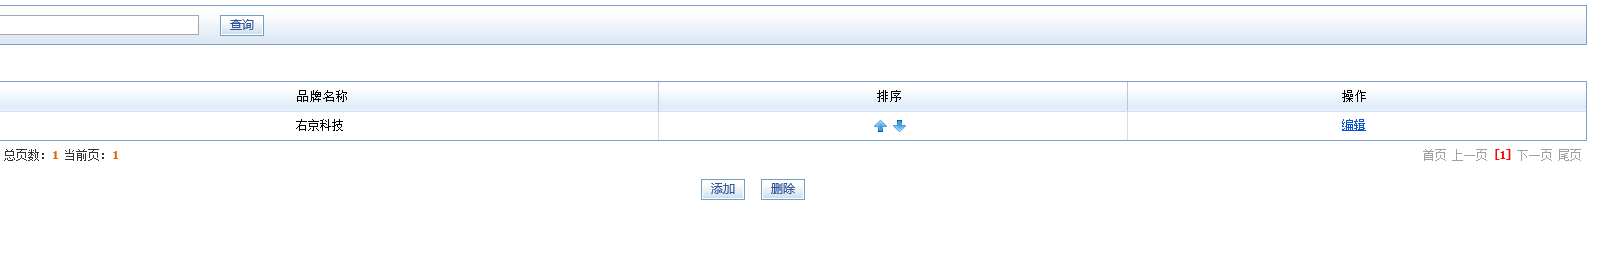 查询
品牌名称 排序 操作
右京科技 编辑
总页数：1 当前页：1 首页 上一页 [1] 下一页 尾页
添加 删除